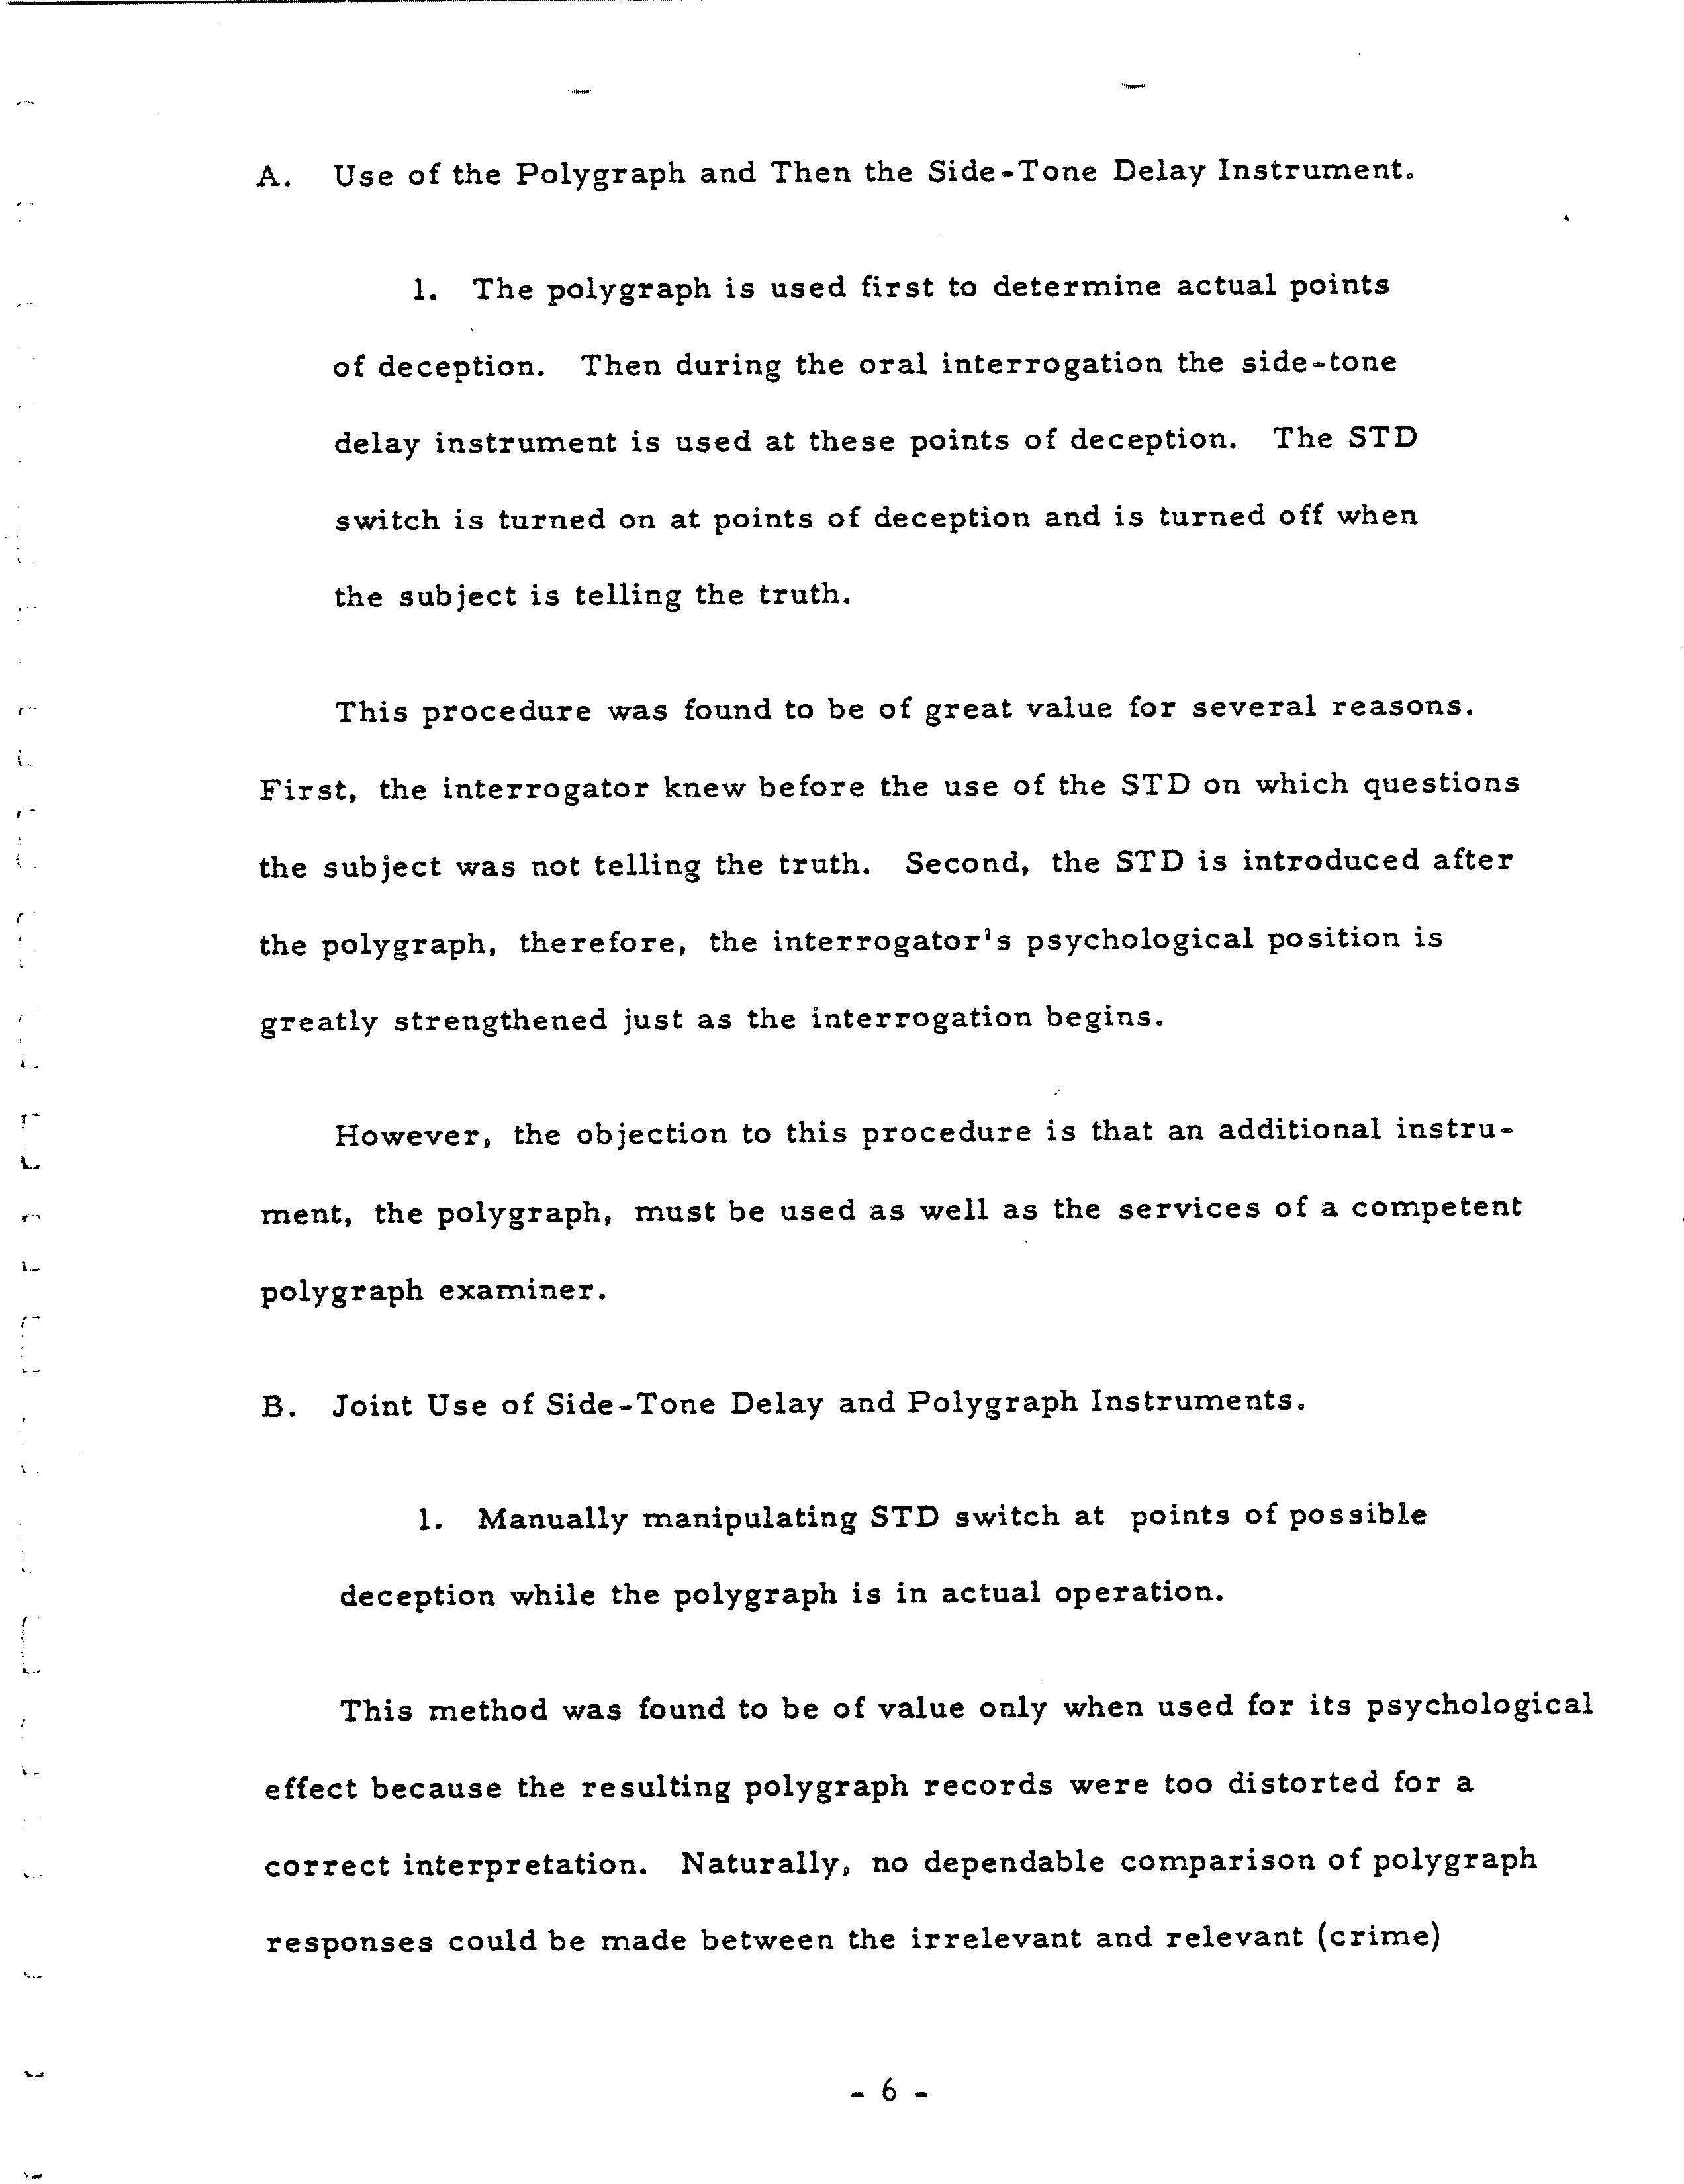 A. Use of the Polygraph and Then the Side-Tone Delay Instrument.
1. The polygraph is used first to determine actual points
of deception. Then during the oral interrogation the side-tone
delay instrument is used at these points of deception. The STD
switch is turned on at points of deception and is turned off when
the subject is telling the truth.
This procedure was found to be of great value for several reasons.
First, the interrogator knew before the use of the STD on which questions
the subject was not telling the truth. Second, the STD is introduced after
the polygraph, therefore, the interrogator's psychological position is
greatly strengthened just as the interrogation begins.
However, the objection to this procedure is that an additional instru-
ment, the polygraph, must be used as well as the services of a competent
polygraph examiner.
B. Joint Use of Side-Tone Delay and Polygraph Instruments.
1. Manually manipulating STD switch at points of possible
deception while the polygraph is in actual operation.
This method was found to be of value only when used for its psychological
effect because the resulting polygraph records were too distorted for a
correct interpretation. Naturally, no dependable comparison of polygraph
responses could be made between the irrelevant and relevant (crime)
- 6 -